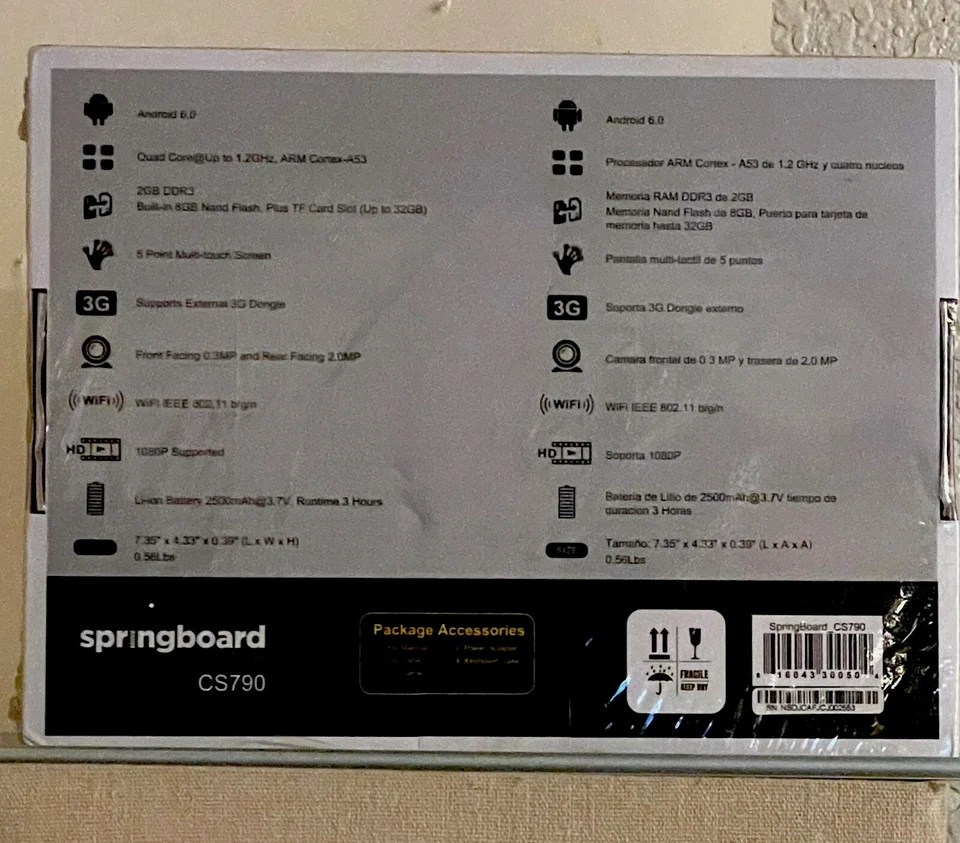 Android 6.0
Quad Core@Up to 1.2GHz, ARM Cortex-A53
2GB DDR3
Built-in 8GB Nand Flash, Plus TF Card Slot (Up to 32GB)
5 Point Multi-touch Screen
3G
Supports External 3G Dongle
Front Facing 0.3MP and Rear Facing 2.0MP
WiFi
WiFi IEEE 802.11 b/g/n
HD
1080P Supported
Li-ion Battery 2500mAh@3.7V, Runtime 3 Hours
7.35" x 4.33" x 0.39" (L x W x H)
0.56Lbs
Android 6.0
Procesador ARM Cortex - A53 de 1.2 GHz y cuatro nucleos
Memoria RAM DDR3 de 2GB
Memoria Nand Flash de 8GB, Puerto para tarjeta de
memoria hasta 32GB
Pantalla multi-tactil de 5 puntos
3G
Soporta 3G Dongle externo
Camara frontal de 0.3 MP y trasera de 2.0 MP
WiFi
WiFi IEEE 802.11 b/g/n
HD
Soporta 1080P
Bateria de Litio de 2500mAh@3.7V tiempo de
duracion 3 Horas
SIZE
Tamaño: 7.35" x 4.33" x 0.39" (L x A x A)
0.56Lbs
springboard
CS790
Package Accessories
FRAGILE
KEEP DRY
SpringBoard CS790
8 16043 30050 4